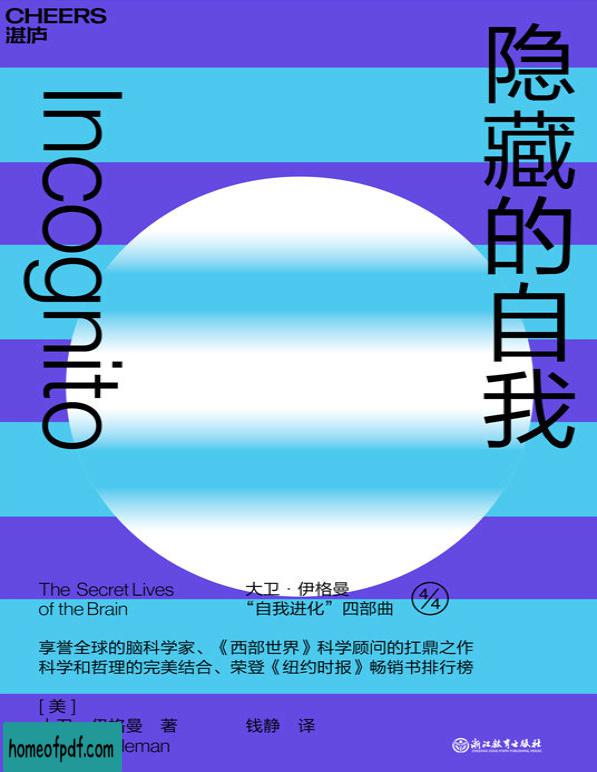 CHEERS
湛庐
隐藏的自我
Incognito
The Secret Lives
of the Brain
大卫·伊格曼
“自我进化”四部曲
4/4
享誉全球的脑科学家、《西部世界》科学顾问的扛鼎之作
科学和哲理的完美结合、荣登《纽约时报》畅销书排行榜
[美]
伊格曼 著
钱静 译
leman
homeofpdf.com
浙江教育出版社